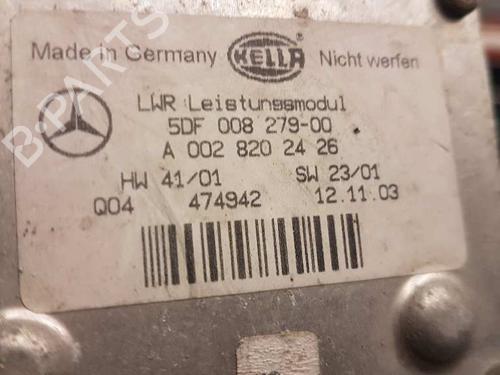 Made in Germany HELLA Nicht werfen
LWR Leistungsmodul
5DF 008 279-00
A 002 820 24 26
HW 41/01 SW 23/01
Q04 474942 12.11.03
B-PARTS